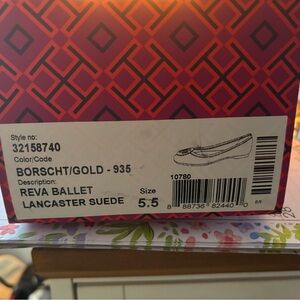 Style no:
32158740
Color/Code
BORSCHT/GOLD - 935
Description:
REVA BALLET
LANCASTER SUEDE
Size
5.5
10780
8 88736 82440 0